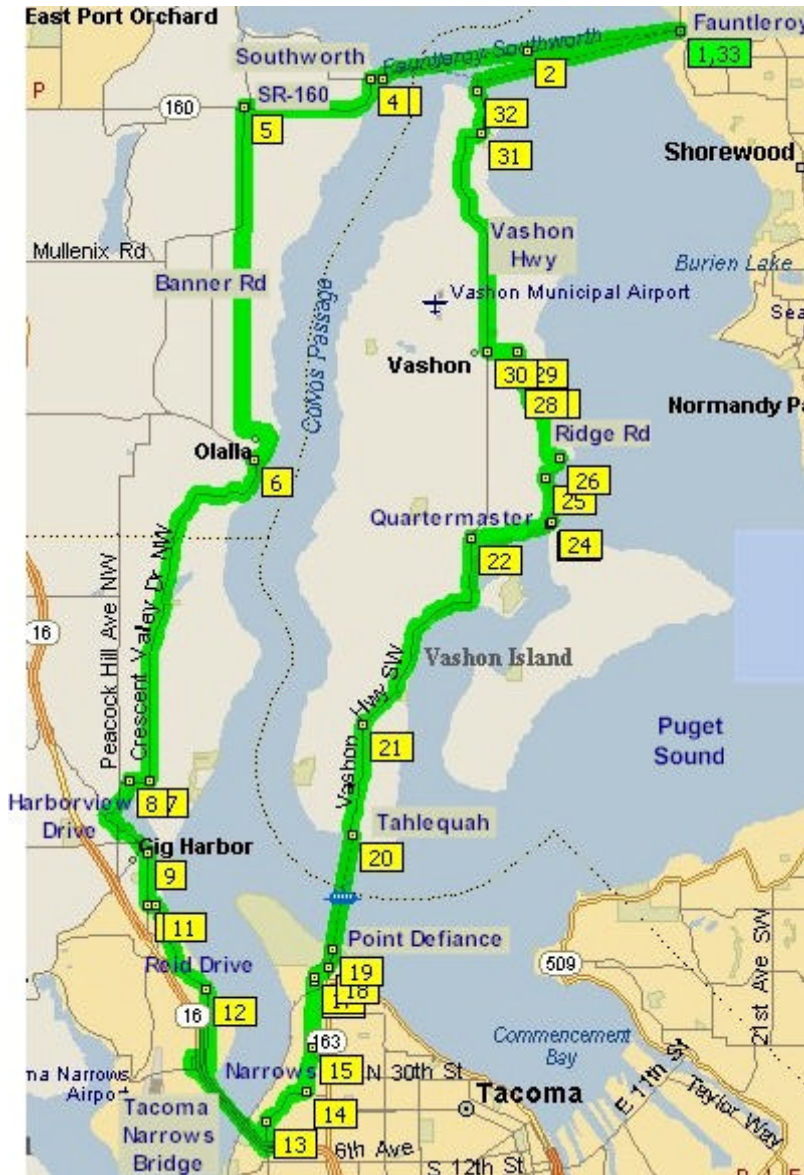 East Port Orchard
Fauntleroy
Southworth
Fauntleroy-Southworth
1,33
2
P
SR-160
4
160
5
32
31
Shorewood
Mullenix Rd
Vashon
Hwy
Burien Lake
Banner Rd
Vashon Municipal Airport
Colvos Passage
Sea
Vashon
30
29
28
Normandy Pa
Olalla
Ridge Rd
6
26
25
Quartermaster
24
22
16
Peacock Hill Ave NW
Crescent Valley Dr NW
Vashon Island
Vashon Hwy SW
21
Puget
Sound
8
7
Harborview
Drive
Tahlequah
20
Gig Harbor
9
11
Point Defiance
19
18
Reid Drive
509
21st Ave SW
12
16
163
Commencement
Bay
ma Narrows
Airport
Narrows
15
N 30th St
E 11th St
14
Tacoma
Taylor Way
Tacoma
Narrows
Bridge
13
6th Ave
S 12th St